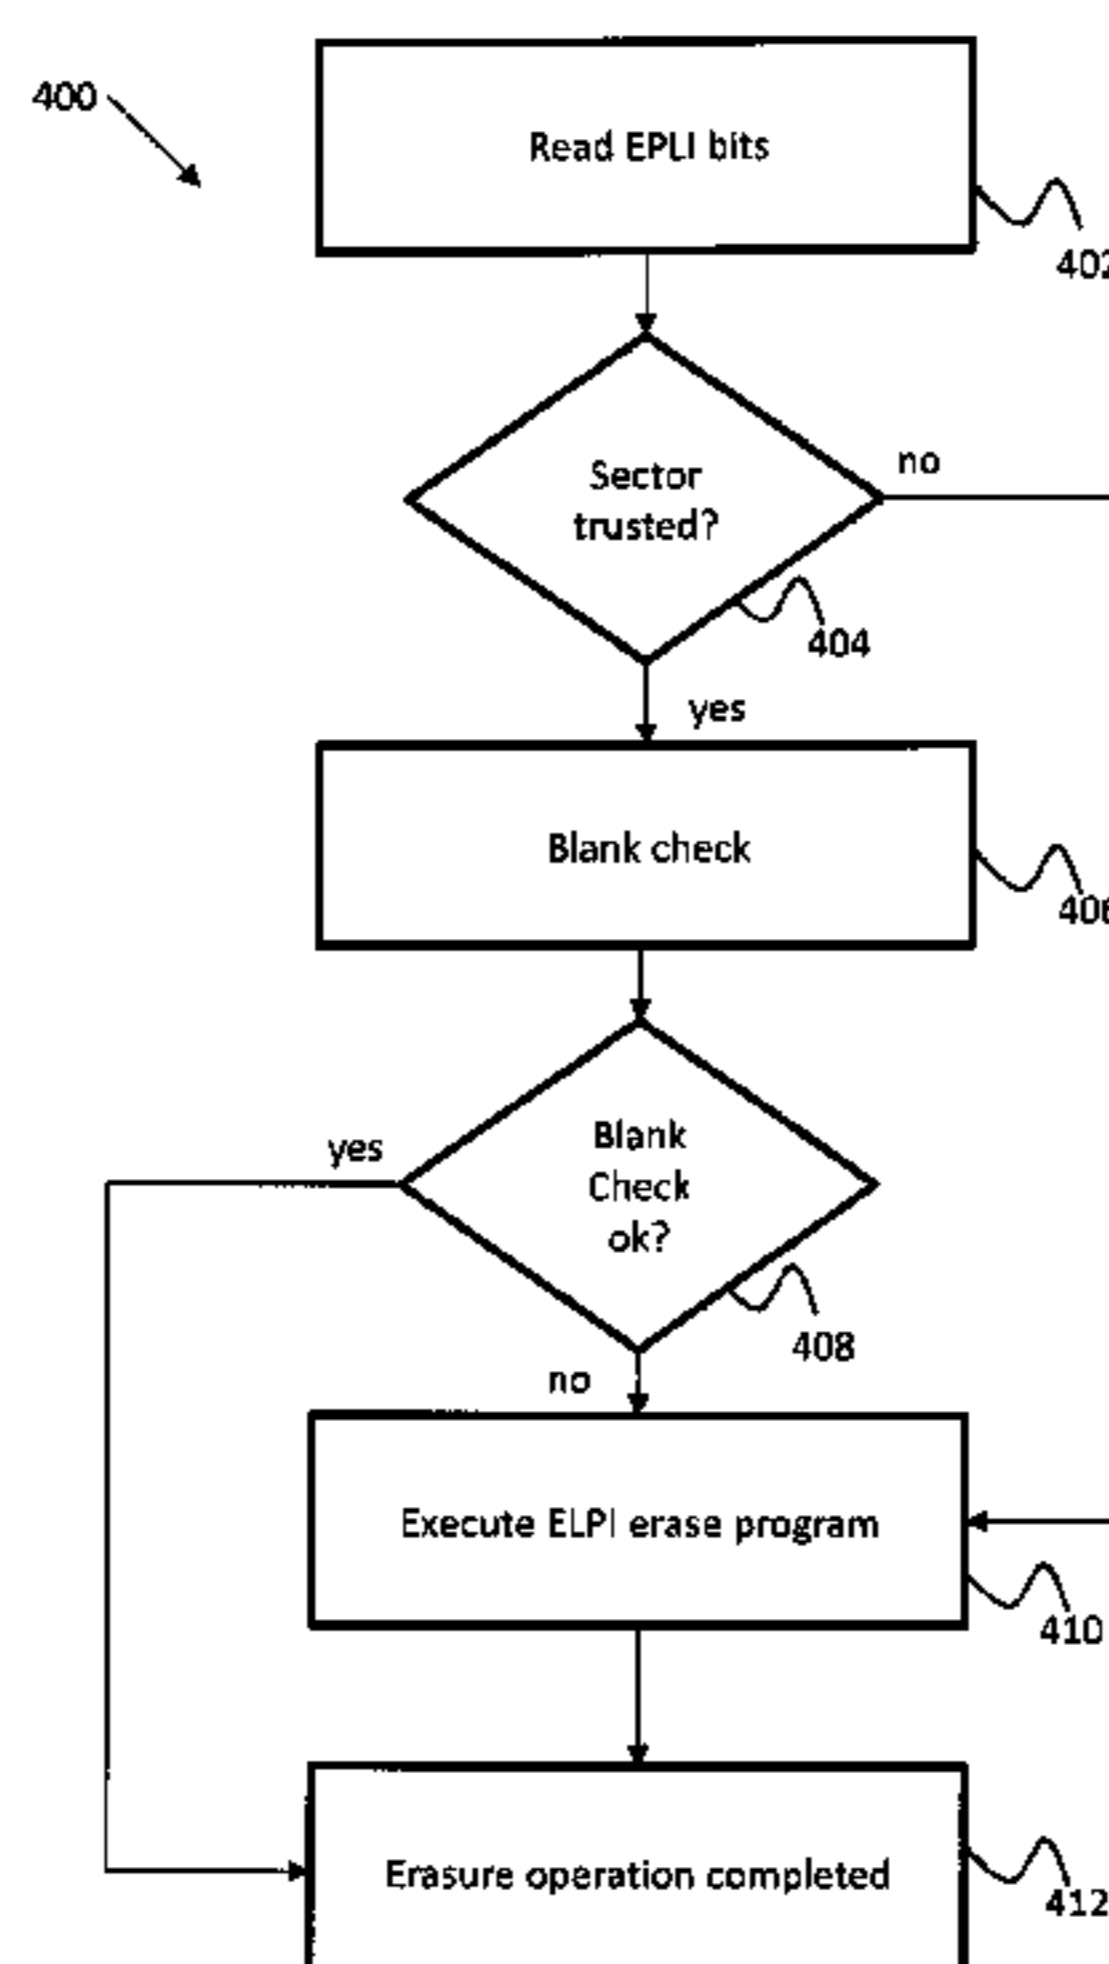 400
Read EPLI bits
402
no
Sector
trusted?
404
yes
Blank check
406
yes
Blank
Check
ok?
408
no
Execute ELPI erase program
410
Erasure operation completed
412